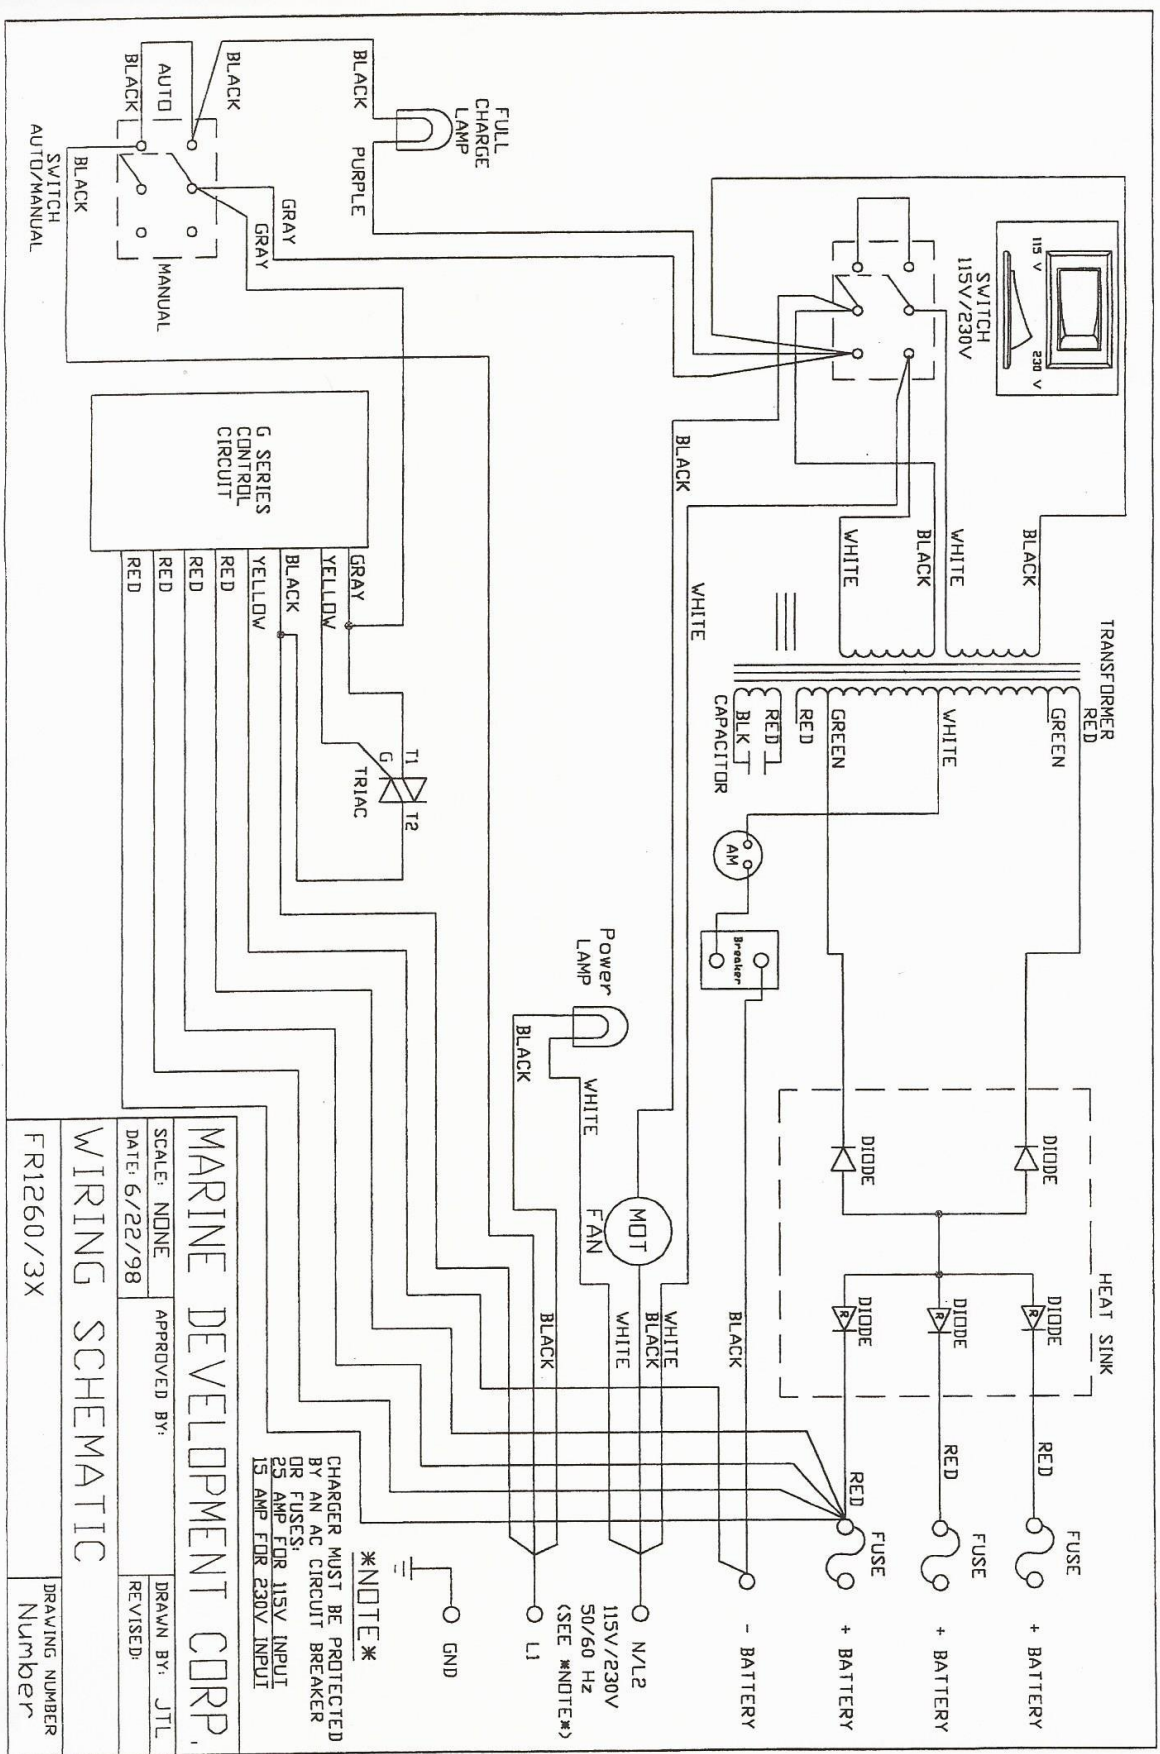 115 V
230 V
SWITCH
115V/230V
FULL
CHARGE
LAMP
BLACK
PURPLE
BLACK
AUTO
BLACK
GRAY
GRAY
MANUAL
BLACK
SWITCH
AUTO/MANUAL
BLACK
WHITE
BLACK
WHITE
BLACK
WHITE
G SERIES
CONTROL
CIRCUIT
GRAY
YELLOW
BLACK
YELLOW
RED
RED
RED
RED
TRANSFORMER
RED
GREEN
WHITE
GREEN
RED
RED
BLK
CAPACITOR
T1
T2
G
TRIAC
AM
Breaker
Power
LAMP
BLACK
WHITE
MOT
FAN
HEAT SINK
DIODE
DIODE
DIODE
DIODE
DIODE
R
R
R
BLACK
WHITE
BLACK
WHITE
BLACK
RED
RED
RED
FUSE
FUSE
FUSE
+ BATTERY
+ BATTERY
+ BATTERY
- BATTERY
N/L2
115V/230V
50/60 Hz
(SEE *NOTE*)
L1
GND
*NOTE*
CHARGER MUST BE PROTECTED
BY AN AC CIRCUIT BREAKER
OR FUSES:
25 AMP FOR 115V INPUT
15 AMP FOR 230V INPUT
MARINE DEVELOPMENT CORP.
SCALE: NONE
APPROVED BY:
DRAWN BY: JTL
DATE: 6/22/98
REVISED:
WIRING SCHEMATIC
FR1260/3X
DRAWING NUMBER
Number